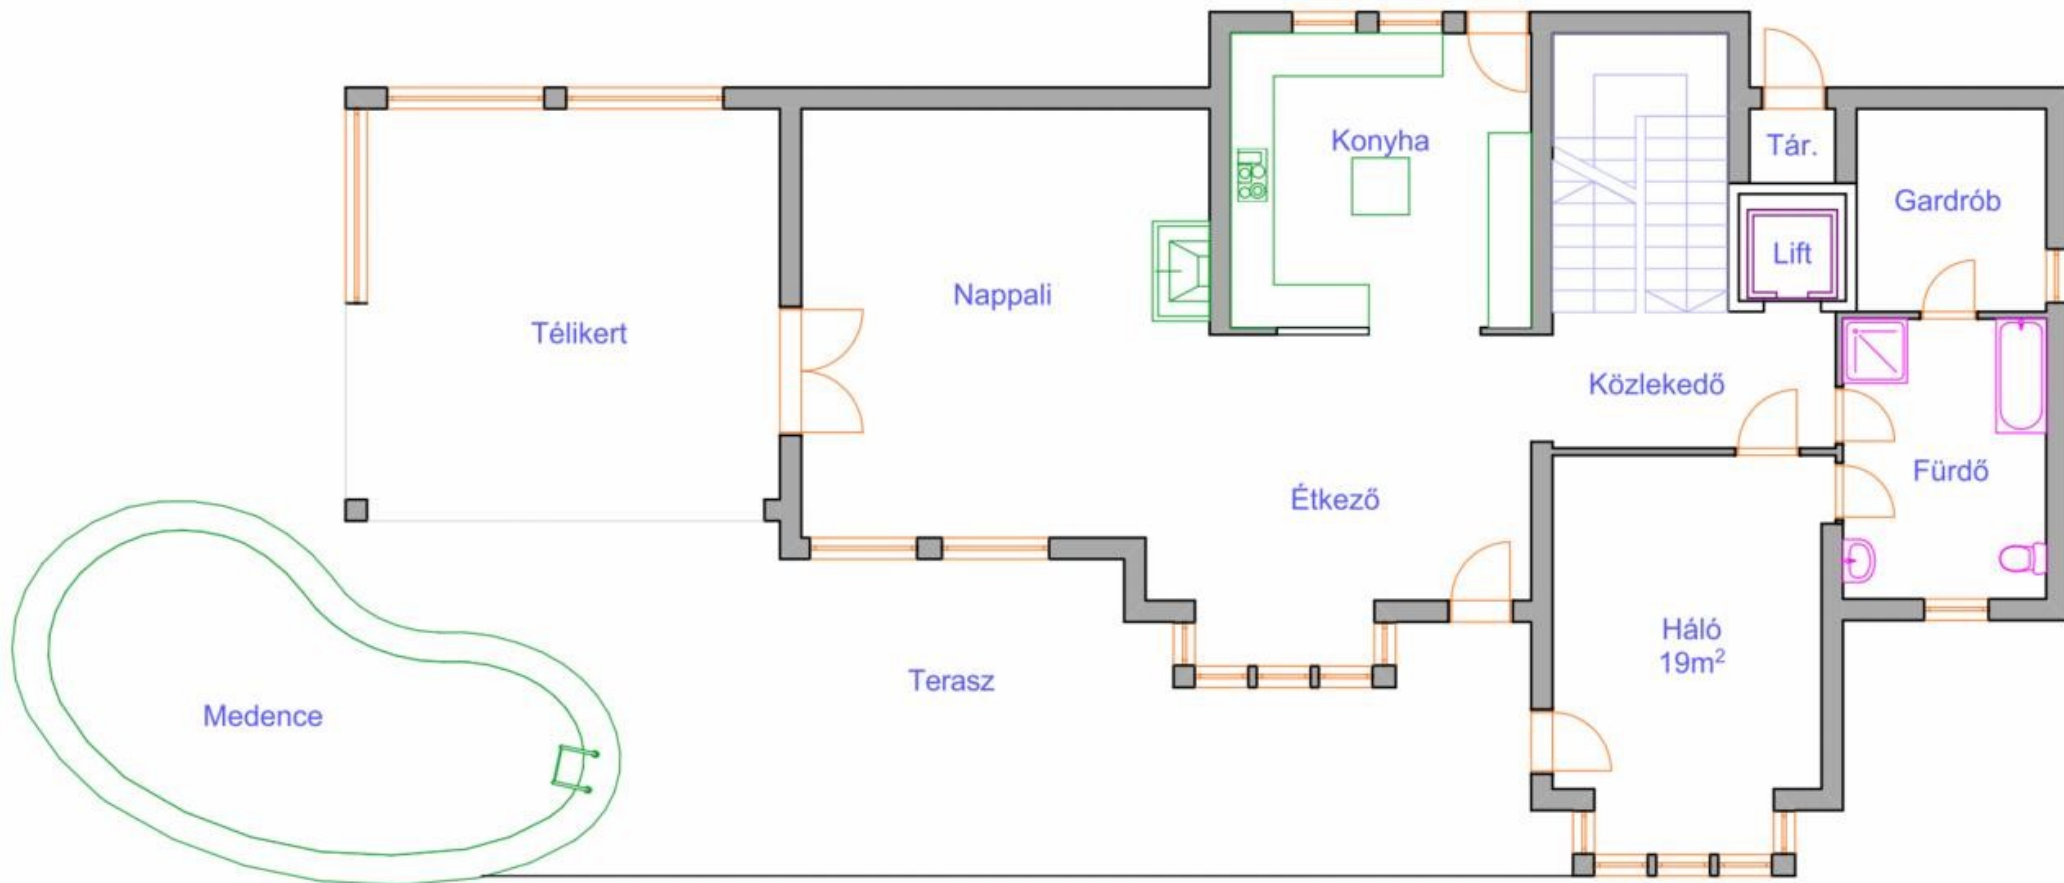 Konyha
Tár.
Gardrób
Lift
Nappali
Télikert
Közlekedő
Fürdő
Étkező
Háló
19m²
Terasz
Medence